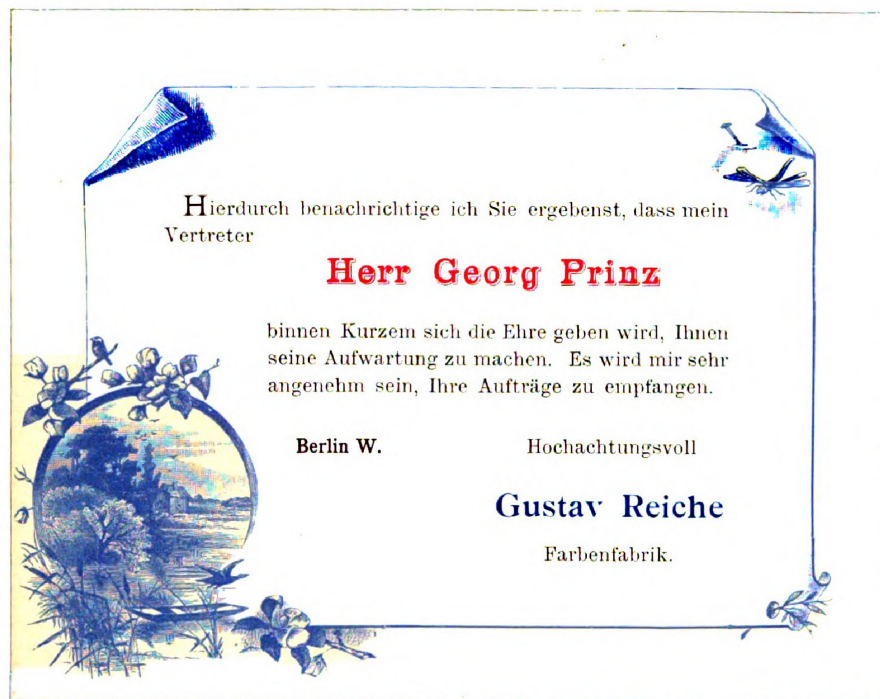 Hierdurch benachrichtige ich Sie ergebenst, dass mein
Vertreter
Herr Georg Prinz
binnen Kurzem sich die Ehre geben wird, Ihnen
seine Aufwartung zu machen. Es wird mir sehr
angenehm sein, Ihre Aufträge zu empfangen.
Berlin W. Hochachtungsvoll
Gustav Reiche
Farbenfabrik.